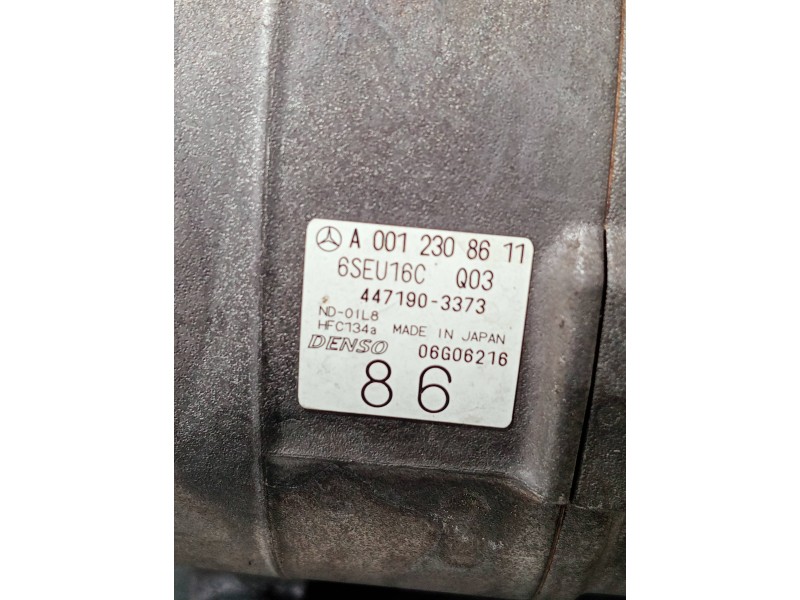 A 001 230 86 11
6SEU16C Q03
447190-3373
ND-OIL8
HFC134a MADE IN JAPAN
DENSO 06G06216
86